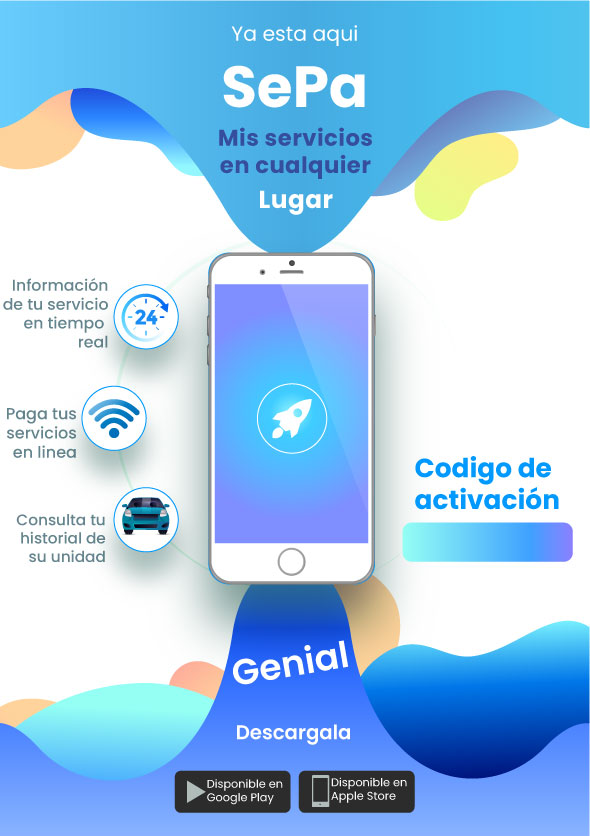 Ya esta aqui
SePa
Mis servicios
en cualquier
Lugar
Información
de tu servicio
en tiempo
real
24
Paga tus
servicios
en linea
Consulta tu
historial de
su unidad
Codigo de
activación
Genial
Descargala
Disponible en
Google Play
Disponible en
Apple Store